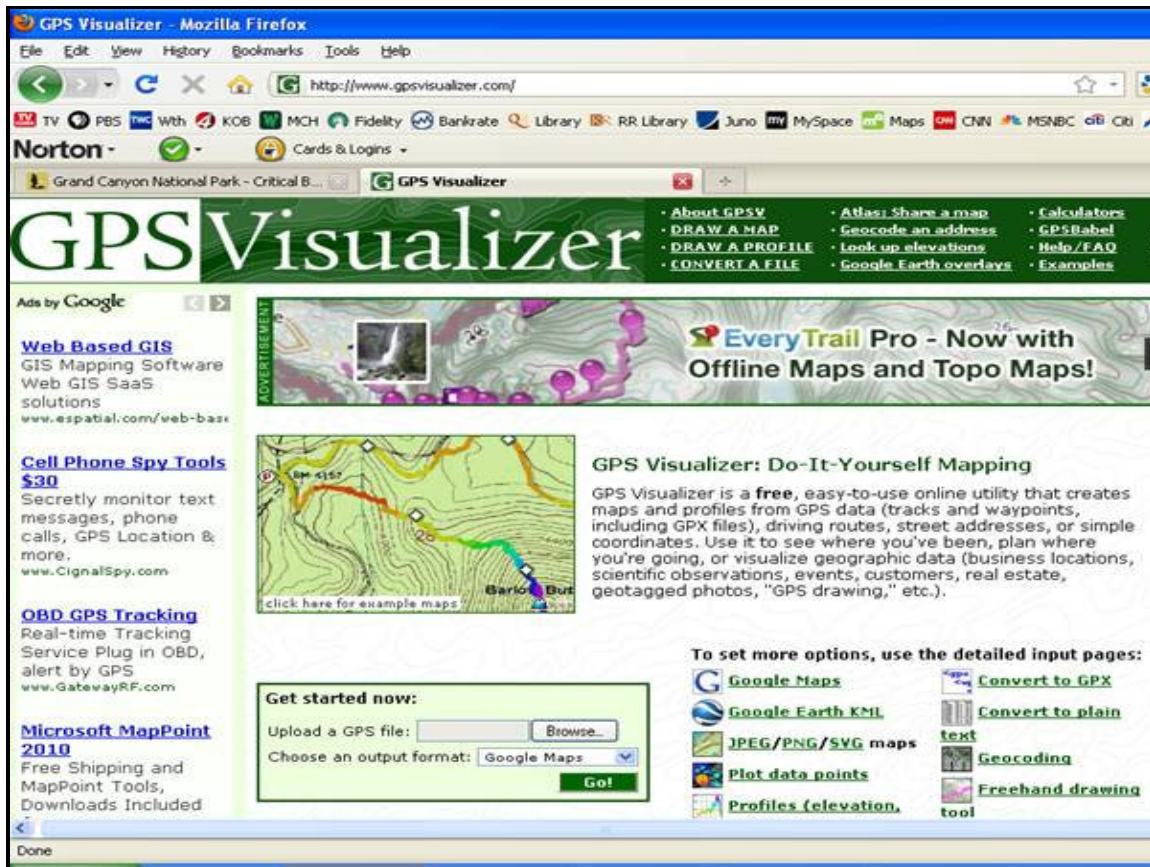 GPS Visualizer - Mozilla Firefox
File Edit View History Bookmarks Tools Help
http://www.gpsvisualizer.com/
TV PBS Wth KOB MCH Fidelity Bankrate Library RR Library Juno MySpace Maps CNN MSNBC Citi
Norton Cards & Logins
Grand Canyon National Park - Critical B... GPS Visualizer
GPS Visualizer
· About GPSV · Atlas: Share a map · Calculators
· DRAW A MAP · Geocode an address · GPSBabel
· DRAW A PROFILE · Look up elevations · Help/FAQ
· CONVERT A FILE · Google Earth overlays · Examples
Ads by Google
Web Based GIS
GIS Mapping Software
Web GIS SaaS
solutions
www.espatial.com/web-base
Cell Phone Spy Tools
$30
Secretly monitor text
messages, phone
calls, GPS Location &
more.
www.CignalSpy.com
OBD GPS Tracking
Real-time Tracking
Service Plug in OBD,
alert by GPS
www.GatewayRF.com
Microsoft MapPoint
2010
Free Shipping and
MapPoint Tools,
Downloads Included
ADVERTISEMENT
EveryTrail Pro - Now with
Offline Maps and Topo Maps!
26
BM 4157
26
Barlow But
click here for example maps
GPS Visualizer: Do-It-Yourself Mapping
GPS Visualizer is a free, easy-to-use online utility that creates
maps and profiles from GPS data (tracks and waypoints,
including GPX files), driving routes, street addresses, or simple
coordinates. Use it to see where you've been, plan where
you're going, or visualize geographic data (business locations,
scientific observations, events, customers, real estate,
geotagged photos, "GPS drawing," etc.).
Get started now:
Upload a GPS file: Browse...
Choose an output format: Google Maps
Go!
To set more options, use the detailed input pages:
Google Maps
Google Earth KML
JPEG/PNG/SVG maps
Plot data points
Profiles (elevation,
Convert to GPX
Convert to plain
text
Geocoding
Freehand drawing
tool
Done